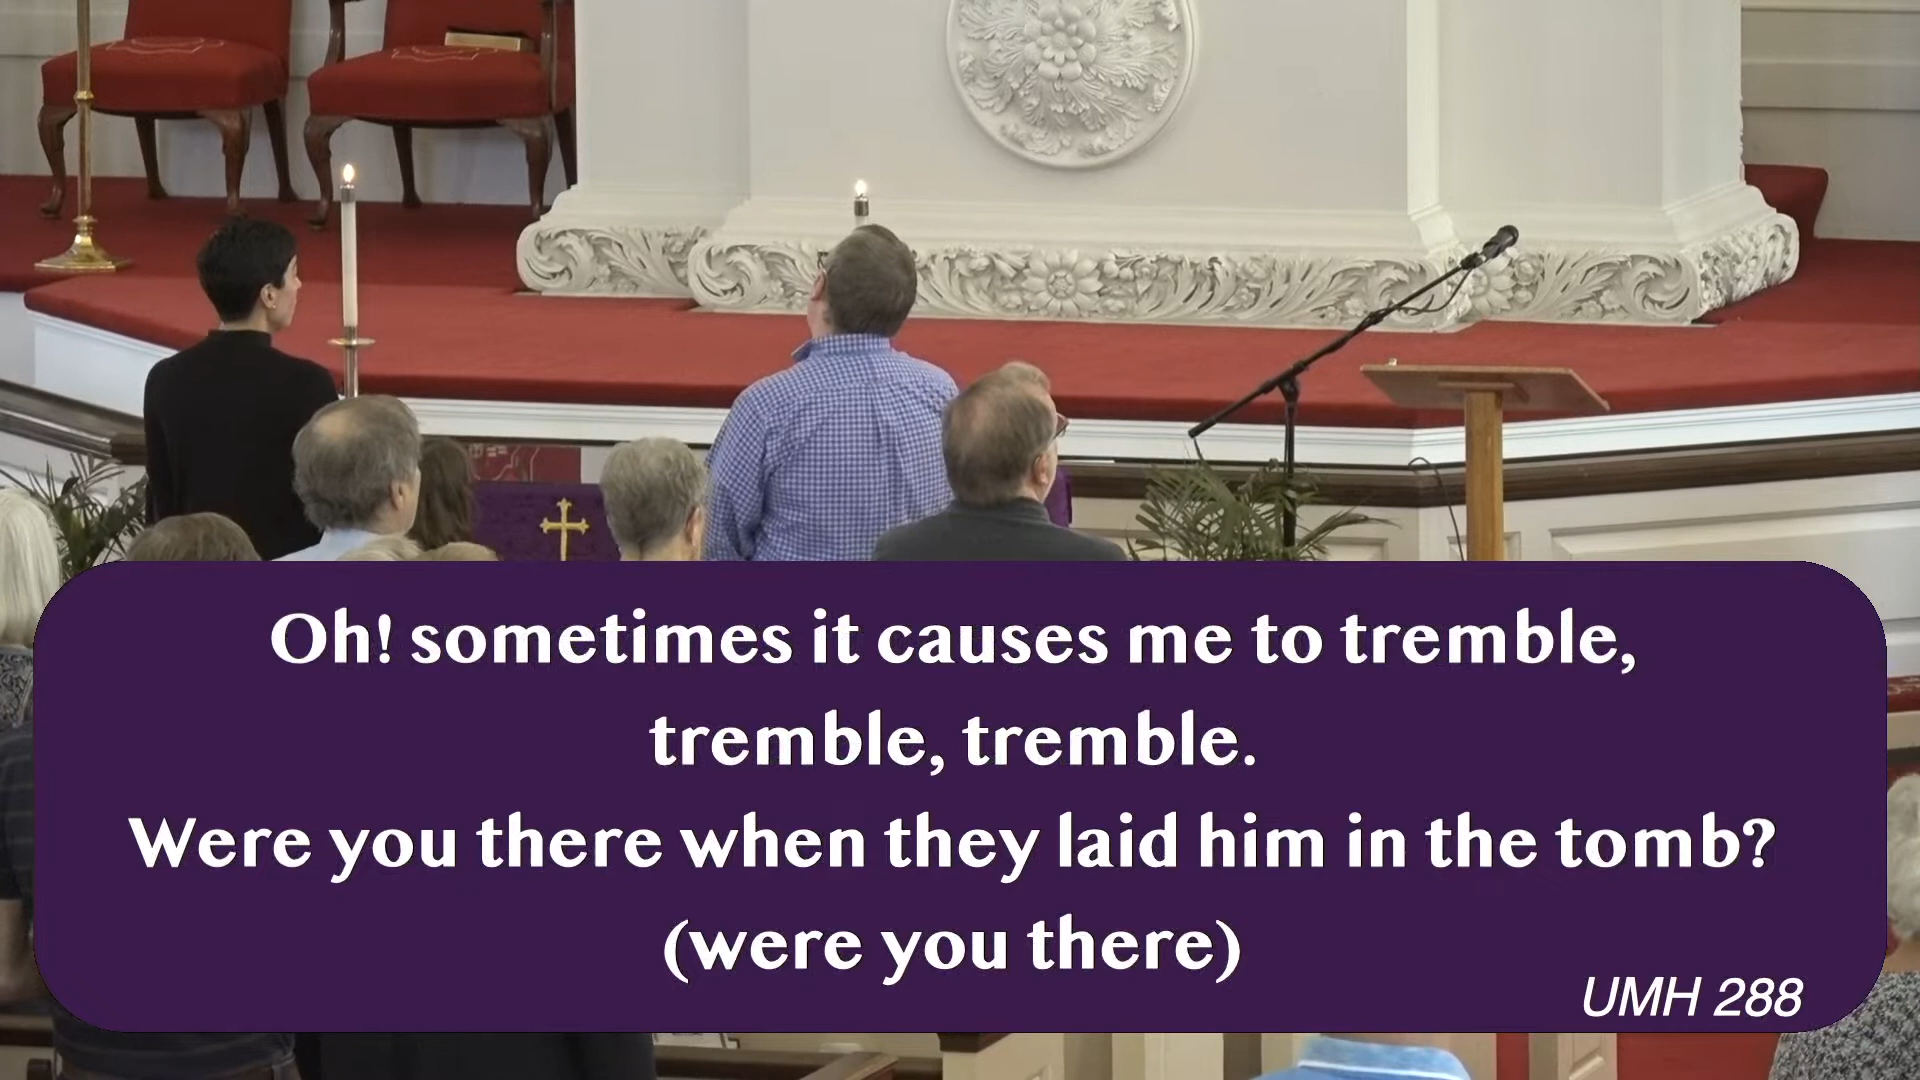 Oh! sometimes it causes me to tremble,
tremble, tremble.
Were you there when they laid him in the tomb?
(were you there)
UMH 288